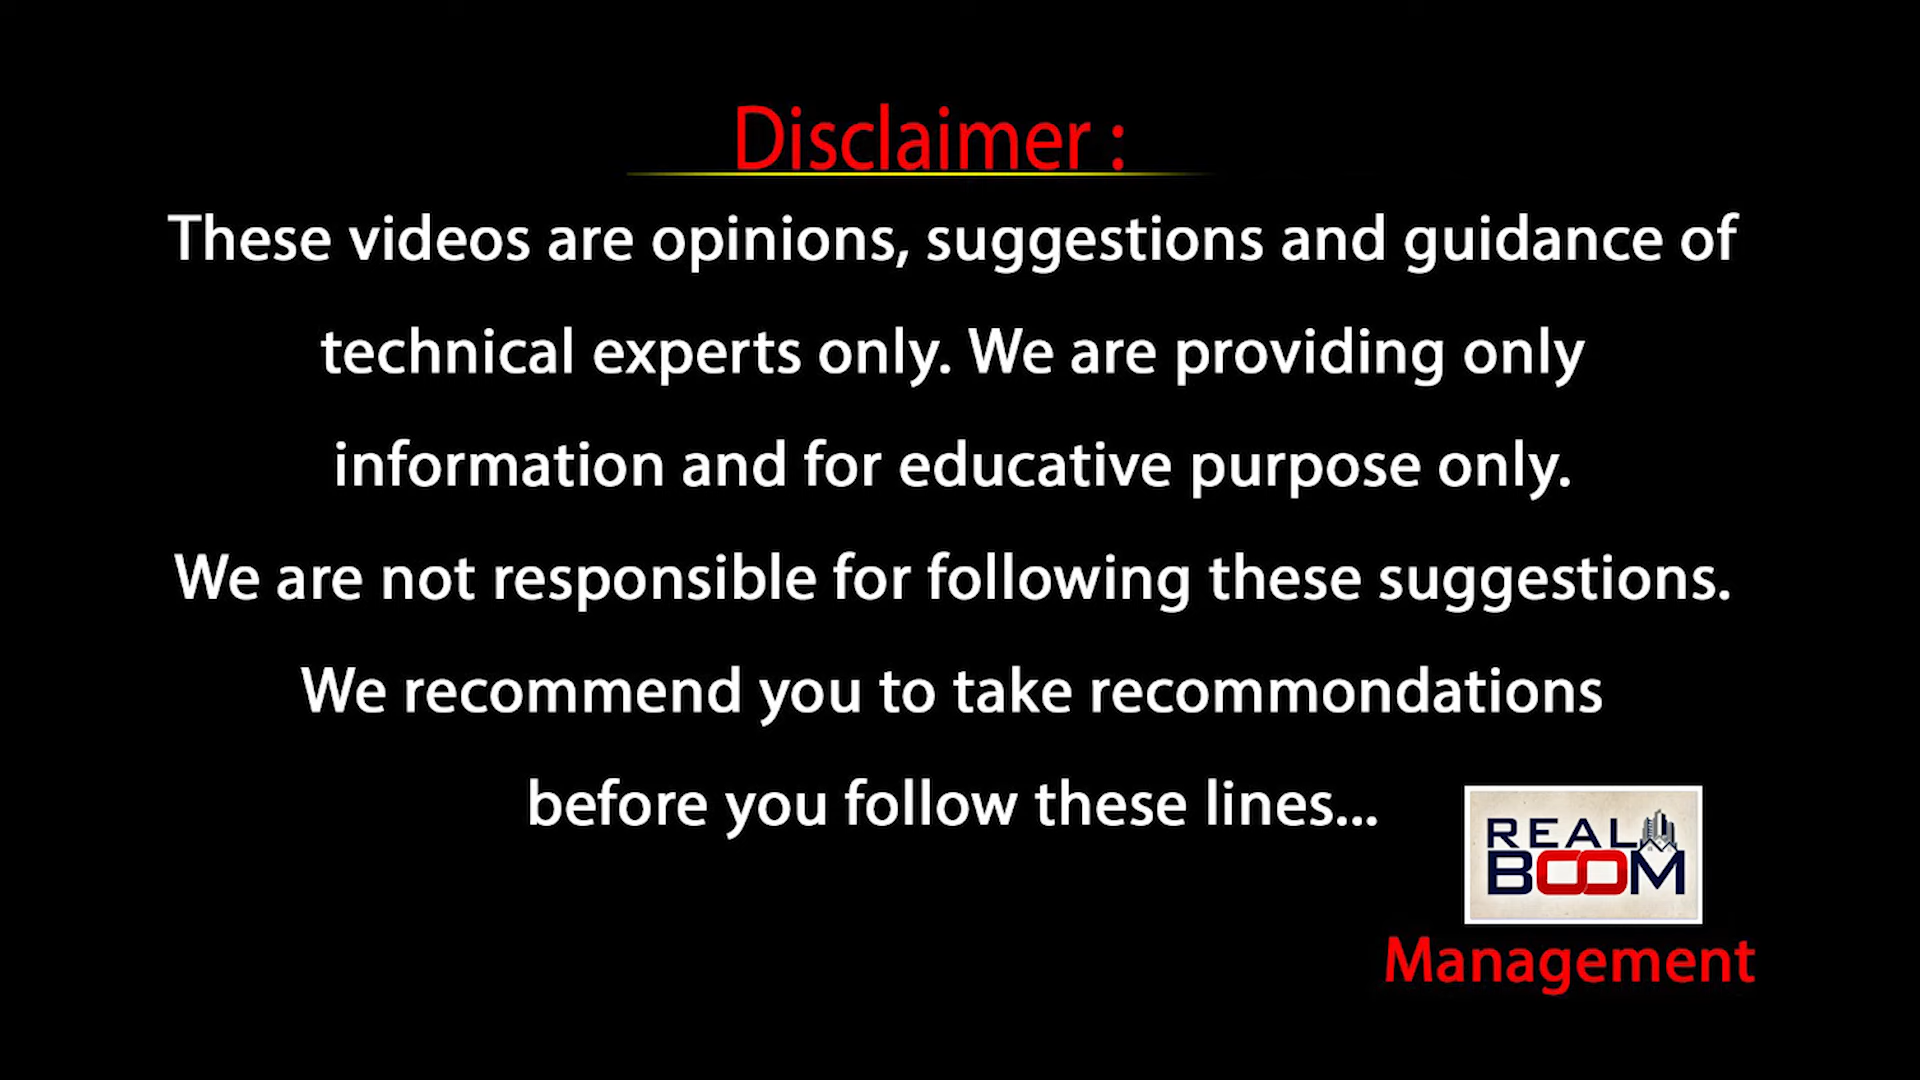 Disclaimer :
These videos are opinions, suggestions and guidance of
technical experts only. We are providing only
information and for educative purpose only.
We are not responsible for following these suggestions.
We recommend you to take recommondations
before you follow these lines...
REAL
BOOM
Management